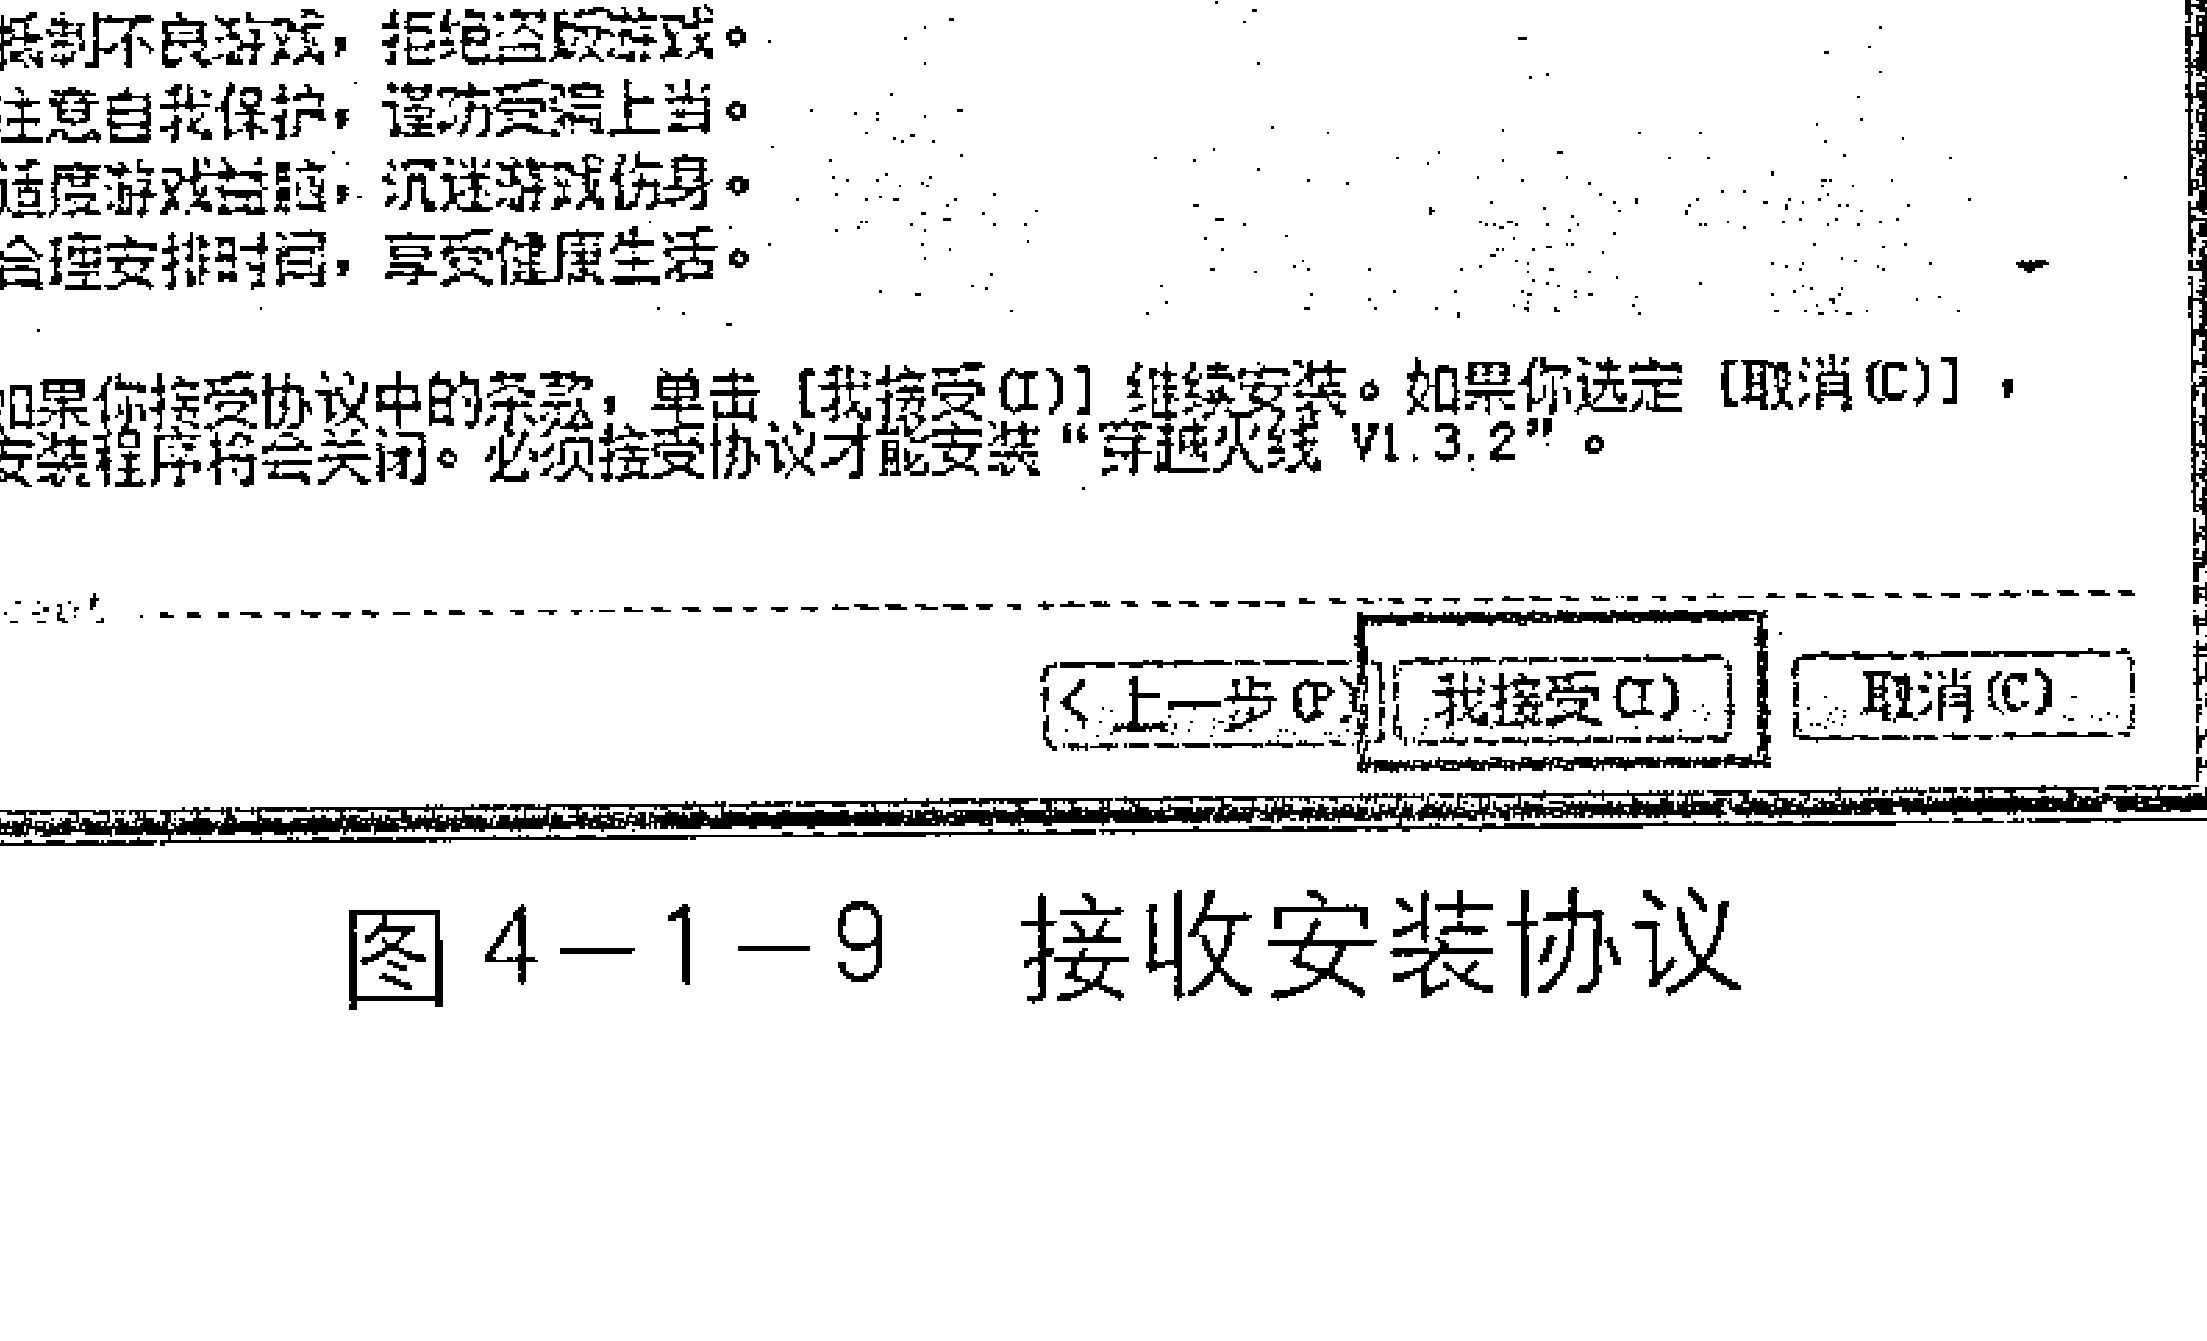 抵制不良游戏，拒绝盗版游戏。
注意自我保护，谨防受骗上当。
适度游戏益脑，沉迷游戏伤身。
合理安排时间，享受健康生活。
如果你接受协议中的条款，单击 [我接受(I)] 继续安装。如果你选定 [取消(C)] ，
安装程序将会关闭。必须接受协议才能安装“穿越火线 V1.3.2”。
<上一步(P) 我接受(I) 取消(C)
图4－1－9 接收安装协议